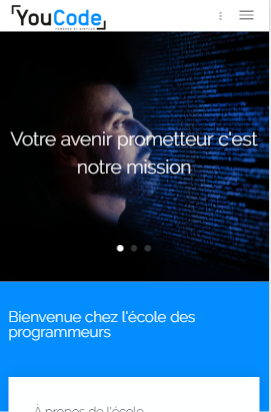 YouCode
POWERED BY SIMPLON
Votre avenir prometteur c'est
notre mission
Bienvenue chez l'école des
programmeurs
À propos de l'école